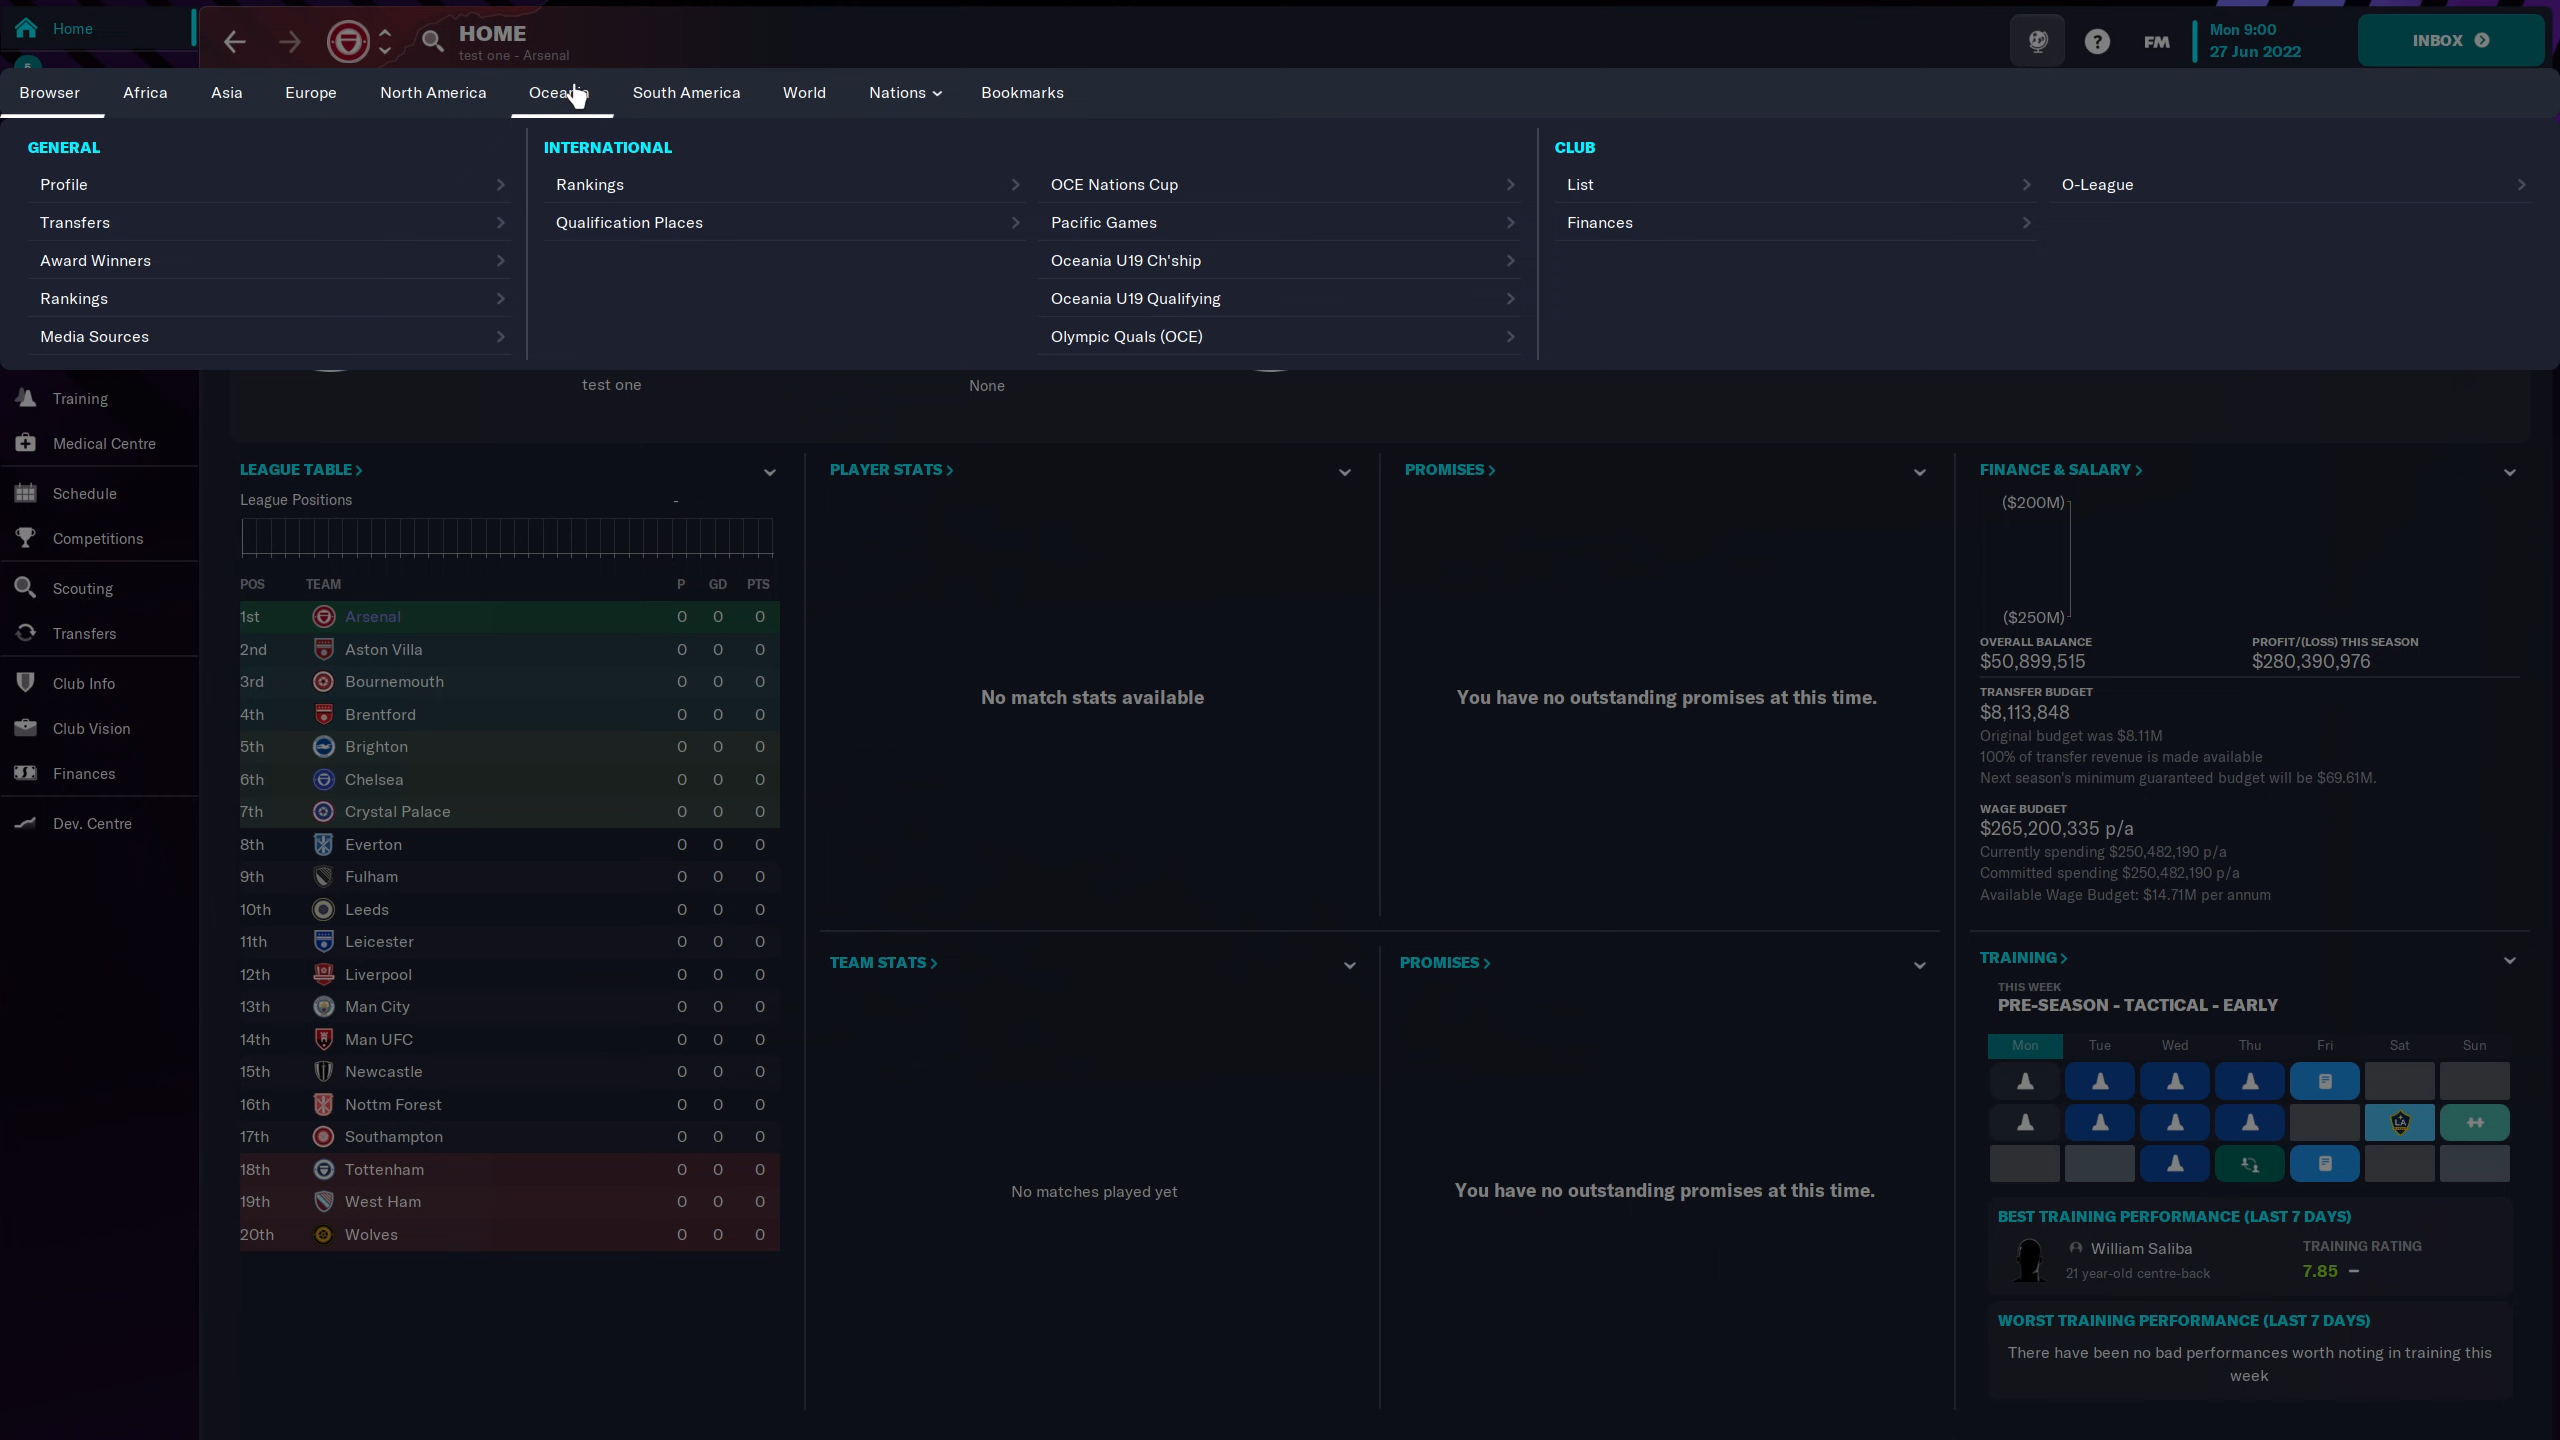 Home
HOME
test one - Arsenal
FM
Mon 9:00
27 Jun 2022
INBOX
Browser
Africa
Asia
Europe
North America
Oceania
South America
World
Nations
Bookmarks
GENERAL
Profile
Transfers
Award Winners
Rankings
Media Sources
INTERNATIONAL
Rankings
Qualification Places
OCE Nations Cup
Pacific Games
Oceania U19 Ch'ship
Oceania U19 Qualifying
Olympic Quals (OCE)
CLUB
List
Finances
O-League
test one
None
Training
Medical Centre
Schedule
Competitions
Scouting
Transfers
Club Info
Club Vision
Finances
Dev. Centre
LEAGUE TABLE
League Positions -
POS TEAM P GD PTS
1st Arsenal 0 0 0
2nd Aston Villa 0 0 0
3rd Bournemouth 0 0 0
4th Brentford 0 0 0
5th Brighton 0 0 0
6th Chelsea 0 0 0
7th Crystal Palace 0 0 0
8th Everton 0 0 0
9th Fulham 0 0 0
10th Leeds 0 0 0
11th Leicester 0 0 0
12th Liverpool 0 0 0
13th Man City 0 0 0
14th Man UFC 0 0 0
15th Newcastle 0 0 0
16th Nottm Forest 0 0 0
17th Southampton 0 0 0
18th Tottenham 0 0 0
19th West Ham 0 0 0
20th Wolves 0 0 0
PLAYER STATS
No match stats available
PROMISES
You have no outstanding promises at this time.
TEAM STATS
No matches played yet
PROMISES
You have no outstanding promises at this time.
FINANCE & SALARY
($200M)
($250M)
OVERALL BALANCE
$50,899,515
PROFIT/(LOSS) THIS SEASON
$280,390,976
TRANSFER BUDGET
$8,113,848
Original budget was $8.11M
100% of transfer revenue is made available
Next season's minimum guaranteed budget will be $69.61M.
WAGE BUDGET
$265,200,335 p/a
Currently spending $250,482,190 p/a
Committed spending $250,482,190 p/a
Available Wage Budget: $14.71M per annum
TRAINING
THIS WEEK
PRE-SEASON - TACTICAL - EARLY
Mon Tue Wed Thu Fri Sat Sun
LA
BEST TRAINING PERFORMANCE (LAST 7 DAYS)
William Saliba
21 year-old centre-back
TRAINING RATING
7.85 –
WORST TRAINING PERFORMANCE (LAST 7 DAYS)
There have been no bad performances worth noting in training this
week